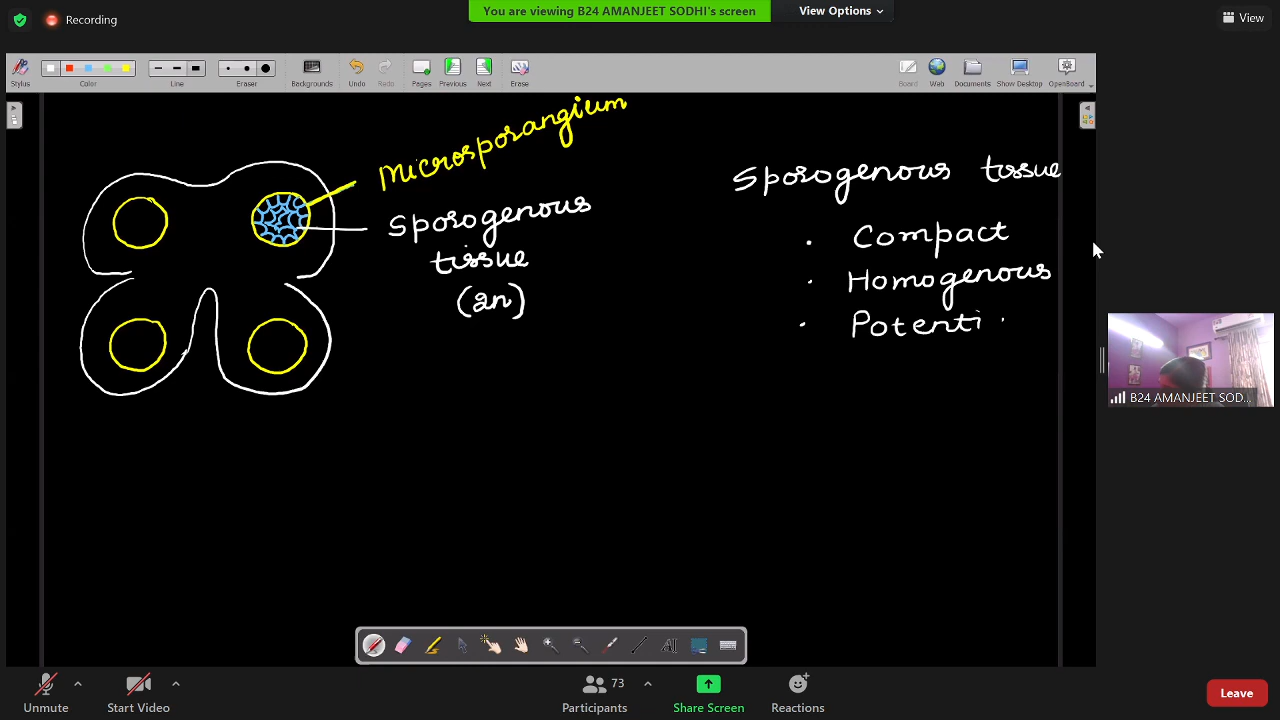 Recording
You are viewing B24 AMANJEET SODHI's screen
View Options
View
Stylus
Color
Line
Eraser
Backgrounds
Undo
Redo
Pages
Previous
Next
Erase
Board
Web
Documents
Show Desktop
OpenBoard
Microsporangium
Sporogenous
tissue
(2n)
Sporogenous tissue
. Compact
. Homogenous
. Potenti
B24 AMANJEET SOD...
Unmute
Start Video
73
Participants
Share Screen
Reactions
Leave